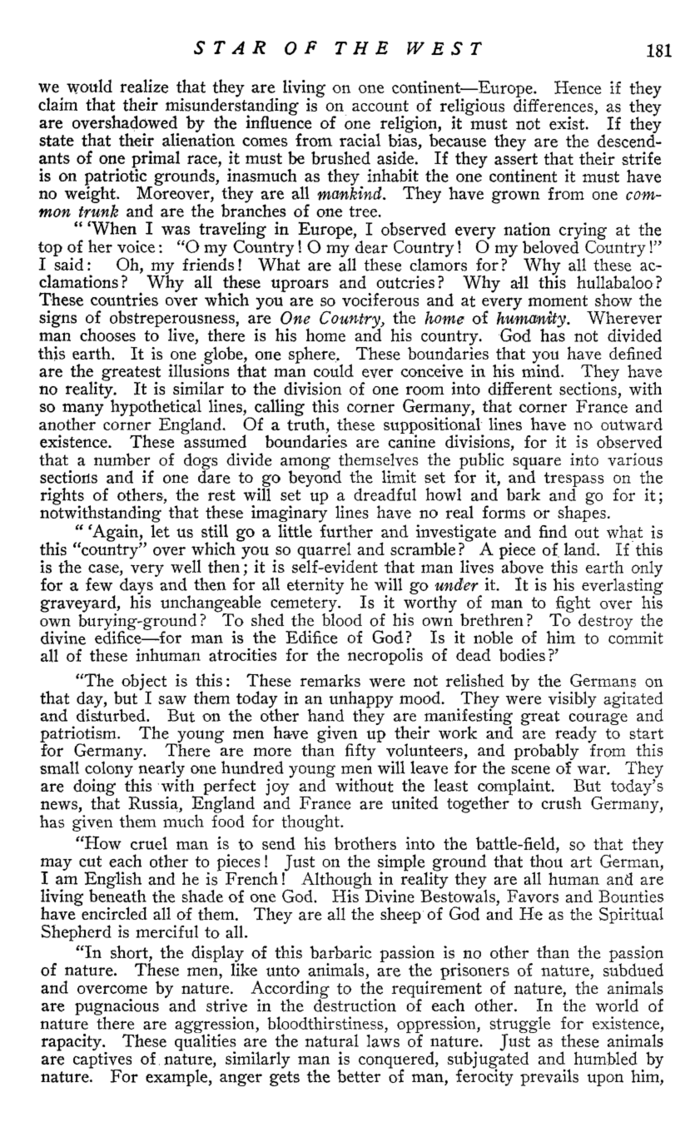 STAR OF THE WEST 181
we would realize that they are living on one continent—Europe. Hence if they
claim that their misunderstanding is on account of religious differences, as they
are overshadowed by the influence of one religion, it must not exist. If they
state that their alienation comes from racial bias, because they are the descend-
ants of one primal race, it must be brushed aside. If they assert that their strife
is on patriotic grounds, inasmuch as they inhabit the one continent it must have
no weight. Moreover, they are all mankind. They have grown from one com-
mon trunk and are the branches of one tree.
" 'When I was traveling in Europe, I observed every nation crying at the
top of her voice: "O my Country! O my dear Country! O my beloved Country!"
I said: Oh, my friends! What are all these clamors for? Why all these ac-
clamations? Why all these uproars and outcries? Why all this hullabaloo?
These countries over which you are so vociferous and at every moment show the
signs of obstreperousness, are One Country, the home of humanity. Wherever
man chooses to live, there is his home and his country. God has not divided
this earth. It is one globe, one sphere. These boundaries that you have defined
are the greatest illusions that man could ever conceive in his mind. They have
no reality. It is similar to the division of one room into different sections, with
so many hypothetical lines, calling this corner Germany, that corner France and
another corner England. Of a truth, these suppositional lines have no outward
existence. These assumed boundaries are canine divisions, for it is observed
that a number of dogs divide among themselves the public square into various
sections and if one dare to go beyond the limit set for it, and trespass on the
rights of others, the rest will set up a dreadful howl and bark and go for it;
notwithstanding that these imaginary lines have no real forms or shapes.
" 'Again, let us still go a little further and investigate and find out what is
this "country" over which you so quarrel and scramble? A piece of land. If this
is the case, very well then; it is self-evident that man lives above this earth only
for a few days and then for all eternity he will go under it. It is his everlasting
graveyard, his unchangeable cemetery. Is it worthy of man to fight over his
own burying-ground? To shed the blood of his own brethren? To destroy the
divine edifice—for man is the Edifice of God? Is it noble of him to commit
all of these inhuman atrocities for the necropolis of dead bodies?'
"The object is this: These remarks were not relished by the Germans on
that day, but I saw them today in an unhappy mood. They were visibly agitated
and disturbed. But on the other hand they are manifesting great courage and
patriotism. The young men have given up their work and are ready to start
for Germany. There are more than fifty volunteers, and probably from this
small colony nearly one hundred young men will leave for the scene of war. They
are doing this with perfect joy and without the least complaint. But today's
news, that Russia, England and France are united together to crush Germany,
has given them much food for thought.
"How cruel man is to send his brothers into the battle-field, so that they
may cut each other to pieces! Just on the simple ground that thou art German,
I am English and he is French! Although in reality they are all human and are
living beneath the shade of one God. His Divine Bestowals, Favors and Bounties
have encircled all of them. They are all the sheep of God and He as the Spiritual
Shepherd is merciful to all.
"In short, the display of this barbaric passion is no other than the passion
of nature. These men, like unto animals, are the prisoners of nature, subdued
and overcome by nature. According to the requirement of nature, the animals
are pugnacious and strive in the destruction of each other. In the world of
nature there are aggression, bloodthirstiness, oppression, struggle for existence,
rapacity. These qualities are the natural laws of nature. Just as these animals
are captives of nature, similarly man is conquered, subjugated and humbled by
nature. For example, anger gets the better of man, ferocity prevails upon him,